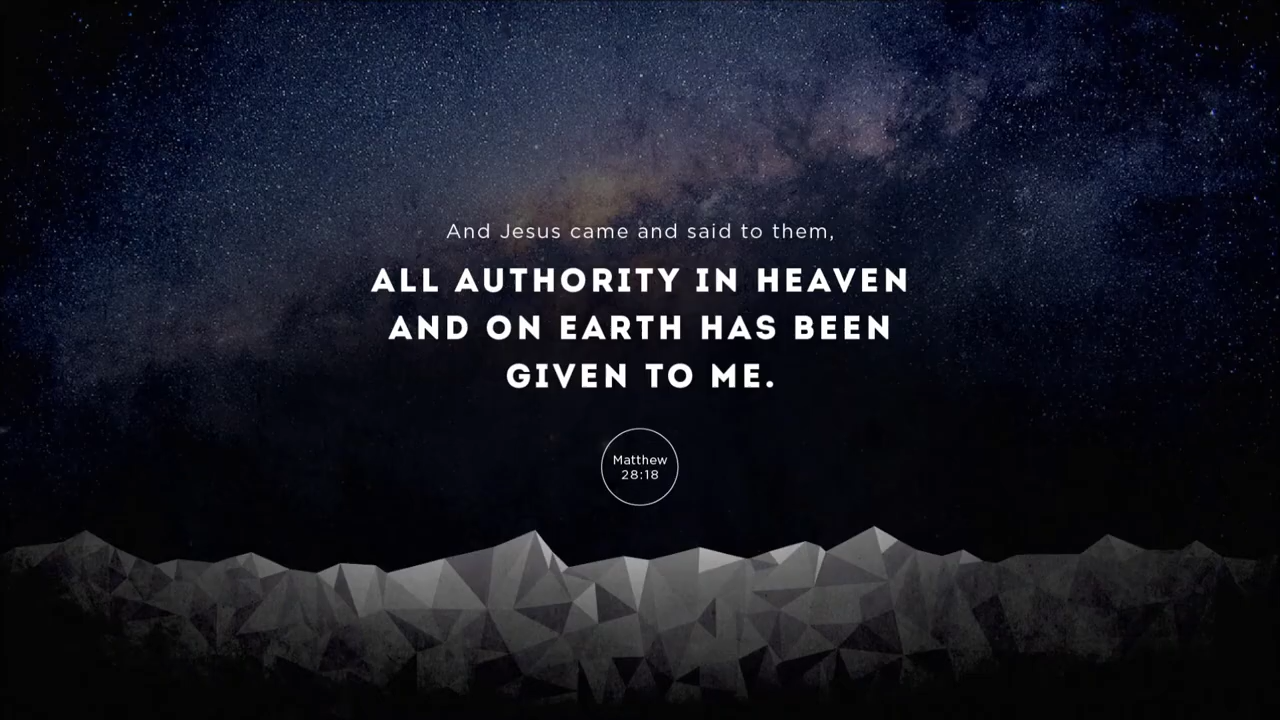 And Jesus came and said to them,
ALL AUTHORITY IN HEAVEN
AND ON EARTH HAS BEEN
GIVEN TO ME.
Matthew
28:18